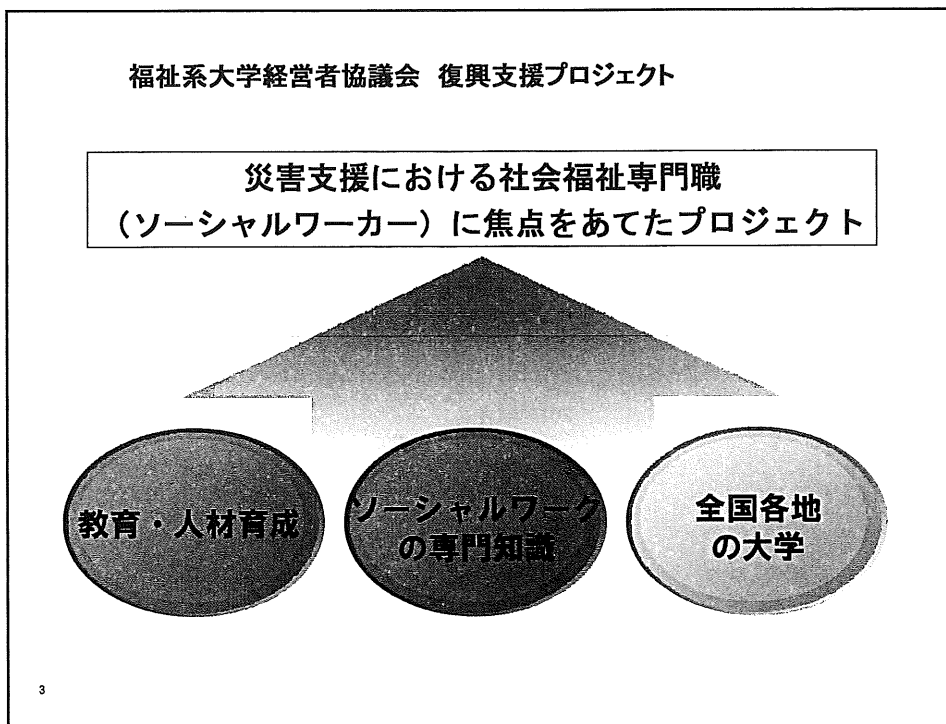 福祉系大学経営者協議会 復興支援プロジェクト
災害支援における社会福祉専門職
（ソーシャルワーカー）に焦点をあてたプロジェクト
教育・人材育成
ソーシャルワーク
の専門知識
全国各地
の大学
3